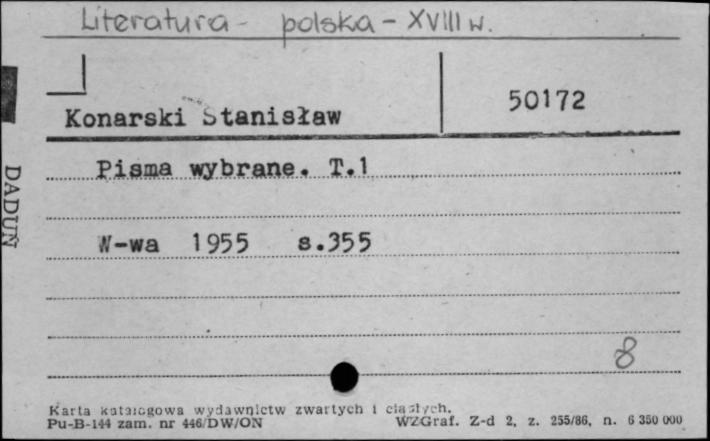 Literatura - polska - XVIII w.
50172
Konarski Stanisław
Pisma wybrane. T.1
W-wa 1955 s.355
8
Karta katalogowa wydawnictw zwartych i ciągłych.
Pu-B-144 zam. nr 446/DW/ON WZGraf. Z-d 2, z. 255/86, n. 6 350 000
DADUŃ